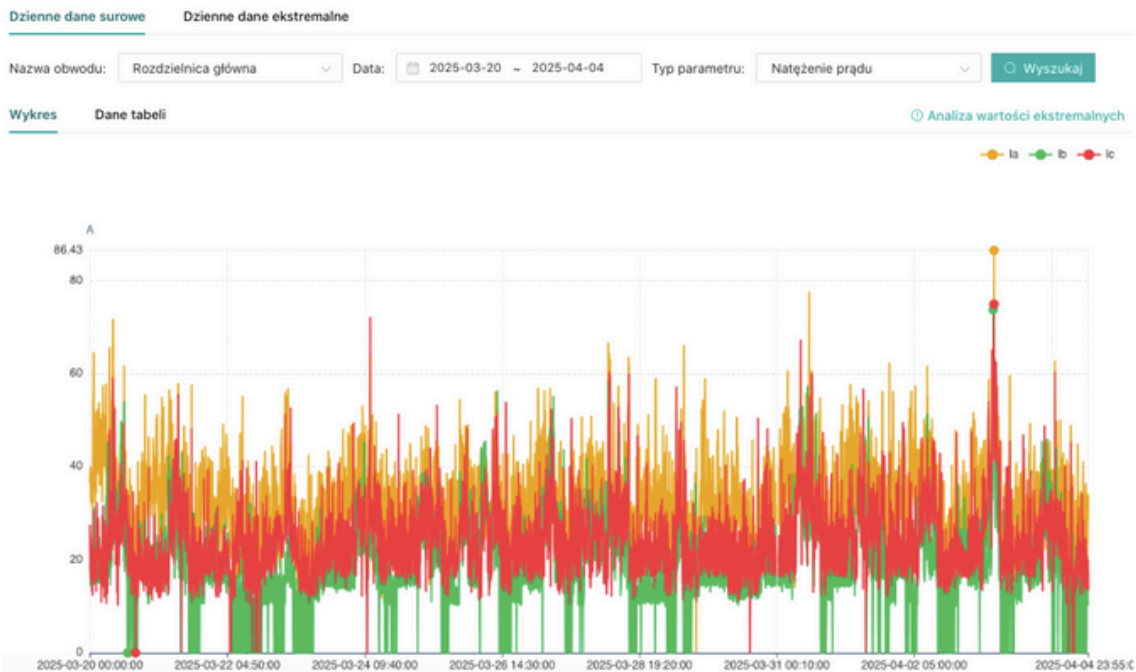 Dzienne dane surowe Dzienne dane ekstremalne
Nazwa obwodu: Rozdzielnica główna Data: 2025-03-20 ~ 2025-04-04 Typ parametru: Natężenie prądu Wyszukaj
Wykres Dane tabeli Analiza wartości ekstremalnych
Ia Ib Ic
A
86.43
80
60
40
20
0
2025-03-20 00:00:00 2025-03-22 04:50:00 2025-03-24 09:40:00 2025-03-26 14:30:00 2025-03-28 19:20:00 2025-03-31 00:10:00 2025-04-02 05:00:00 2025-04-04 23:55: